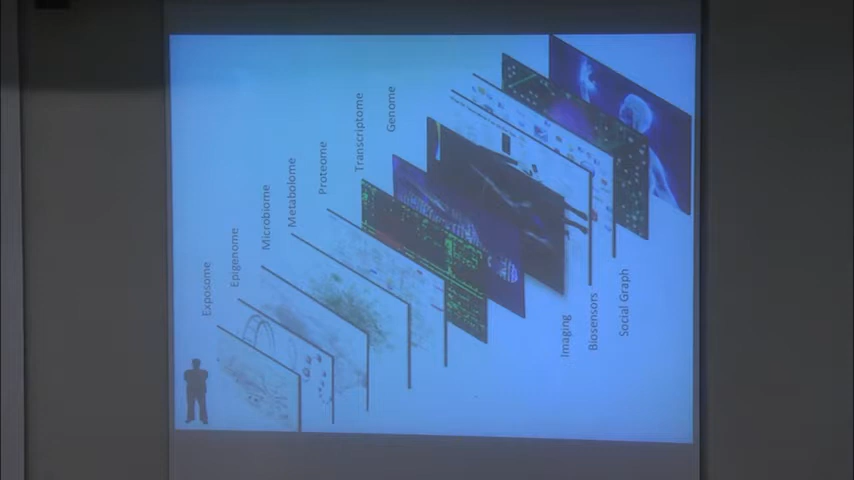 Exposome
Epigenome
Microbiome
Metabolome
Proteome
Transcriptome
Genome
Imaging
Biosensors
Social Graph